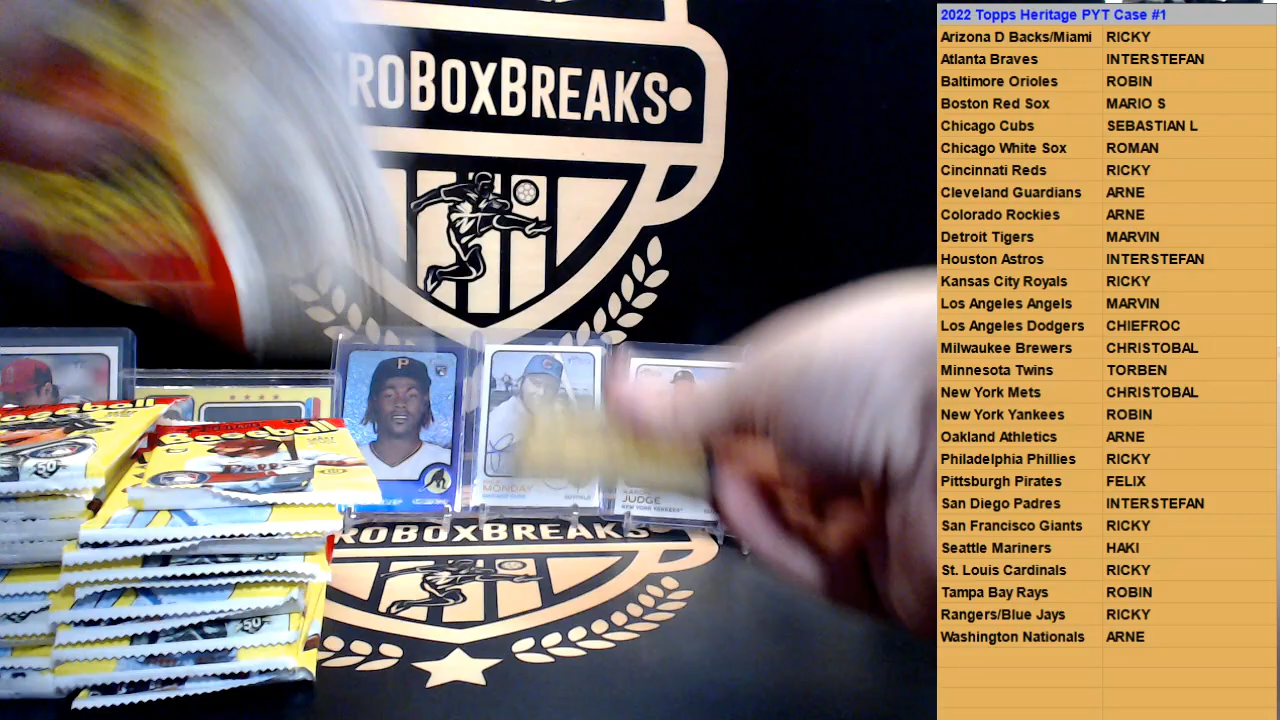 2022 Topps Heritage PYT Case #1
Arizona D Backs/Miami RICKY
Atlanta Braves INTERSTEFAN
Baltimore Orioles ROBIN
Boston Red Sox MARIO S
Chicago Cubs SEBASTIAN L
Chicago White Sox ROMAN
Cincinnati Reds RICKY
Cleveland Guardians ARNE
Colorado Rockies ARNE
Detroit Tigers MARVIN
Houston Astros INTERSTEFAN
Kansas City Royals RICKY
Los Angeles Angels MARVIN
Los Angeles Dodgers CHIEFROC
Milwaukee Brewers CHRISTOBAL
Minnesota Twins TORBEN
New York Mets CHRISTOBAL
New York Yankees ROBIN
Oakland Athletics ARNE
Philadelphia Phillies RICKY
Pittsburgh Pirates FELIX
San Diego Padres INTERSTEFAN
San Francisco Giants RICKY
Seattle Mariners HAKI
St. Louis Cardinals RICKY
Tampa Bay Rays ROBIN
Rangers/Blue Jays RICKY
Washington Nationals ARNE
ROBOXBREAKS
P
MONDAY
JUDGE
NEW YORK YANKEES
Baseball
Baseball
50
50
ROBOXBREAKS